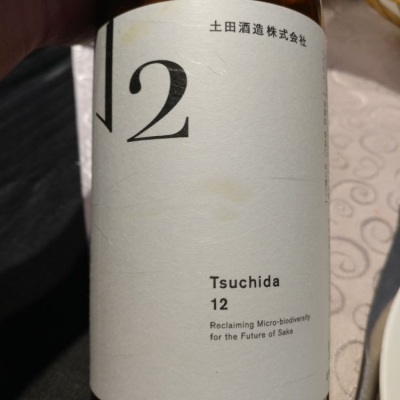 土田酒造株式会社
12
Tsuchida
12
Reclaiming Micro-biodiversity
for the Future of Sake